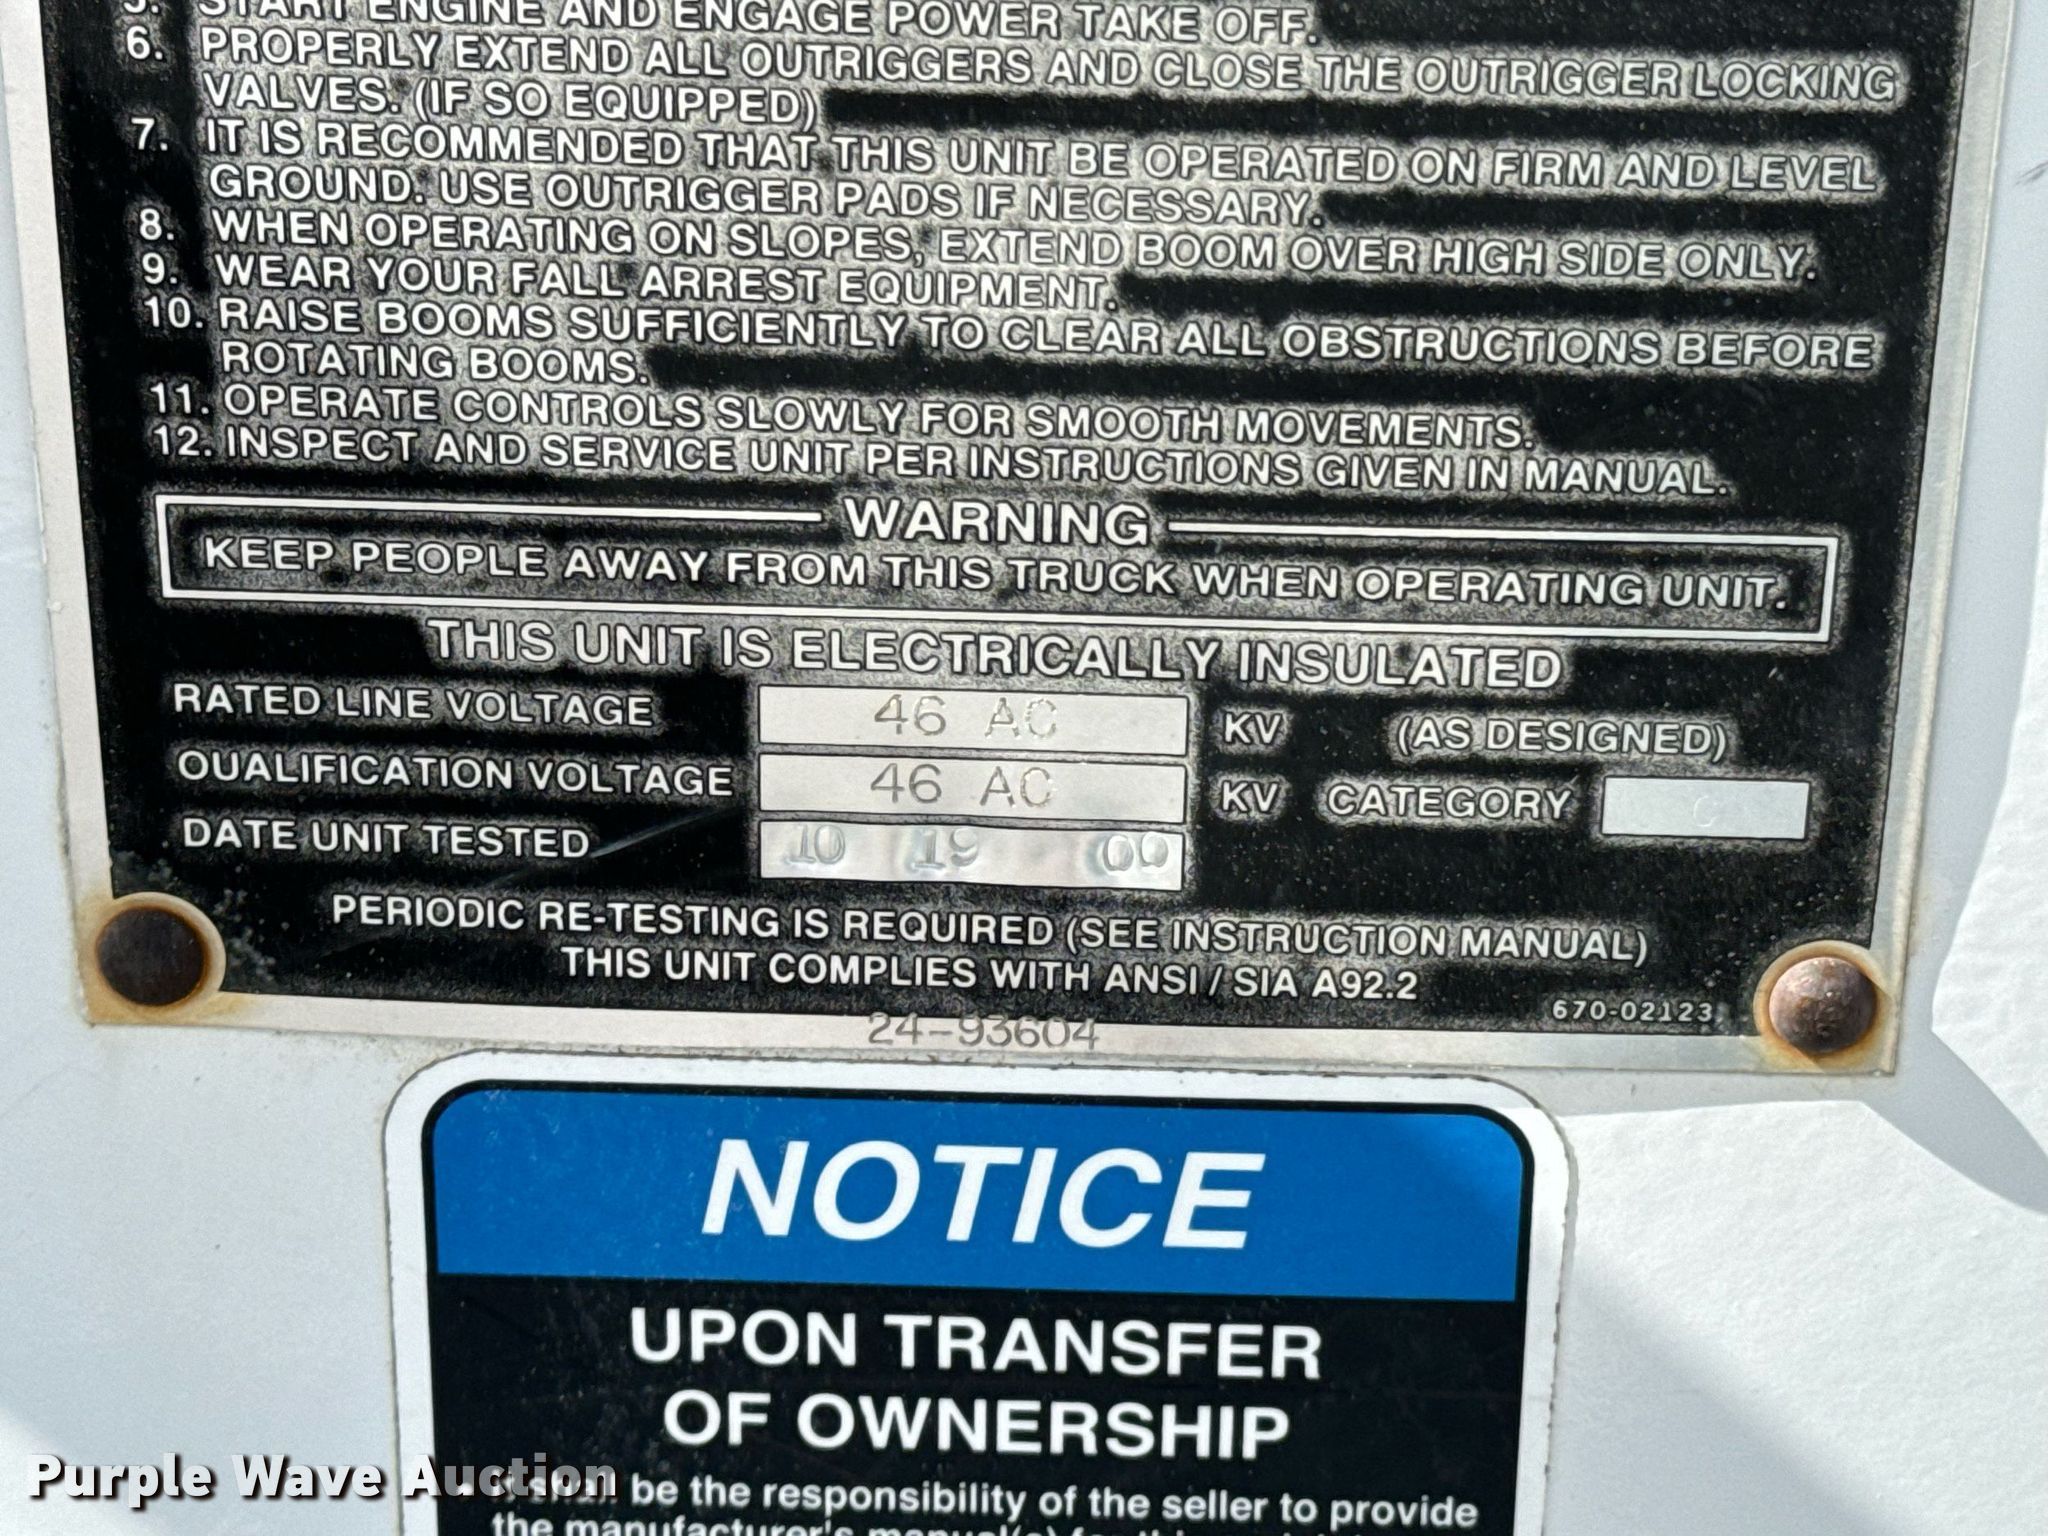 5. START ENGINE AND ENGAGE POWER TAKE OFF.
6. PROPERLY EXTEND ALL OUTRIGGERS AND CLOSE THE OUTRIGGER LOCKING
VALVES. (IF SO EQUIPPED)
7. IT IS RECOMMENDED THAT THIS UNIT BE OPERATED ON FIRM AND LEVEL
GROUND. USE OUTRIGGER PADS IF NECESSARY.
8. WHEN OPERATING ON SLOPES, EXTEND BOOM OVER HIGH SIDE ONLY.
9. WEAR YOUR FALL ARREST EQUIPMENT.
10. RAISE BOOMS SUFFICIENTLY TO CLEAR ALL OBSTRUCTIONS BEFORE
ROTATING BOOMS.
11. OPERATE CONTROLS SLOWLY FOR SMOOTH MOVEMENTS.
12. INSPECT AND SERVICE UNIT PER INSTRUCTIONS GIVEN IN MANUAL.
WARNING
KEEP PEOPLE AWAY FROM THIS TRUCK WHEN OPERATING UNIT.
THIS UNIT IS ELECTRICALLY INSULATED
RATED LINE VOLTAGE 46 AC KV (AS DESIGNED)
QUALIFICATION VOLTAGE 46 AC KV CATEGORY C
DATE UNIT TESTED 10 19 00
PERIODIC RE-TESTING IS REQUIRED (SEE INSTRUCTION MANUAL)
THIS UNIT COMPLIES WITH ANSI / SIA A92.2
670-02123
24-93604
NOTICE
UPON TRANSFER
OF OWNERSHIP
It shall be the responsibility of the seller to provide
the manufacturer's manual(s) for this
Purple Wave Auction